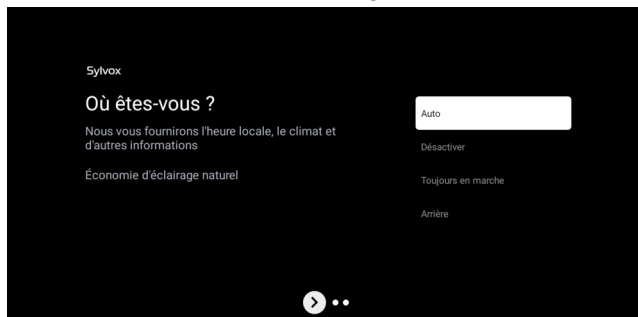 Sylvox
Où êtes-vous ?
Nous vous fournirons l'heure locale, le climat et
d'autres informations
Économie d'éclairage naturel
Auto
Désactiver
Toujours en marche
Arrière